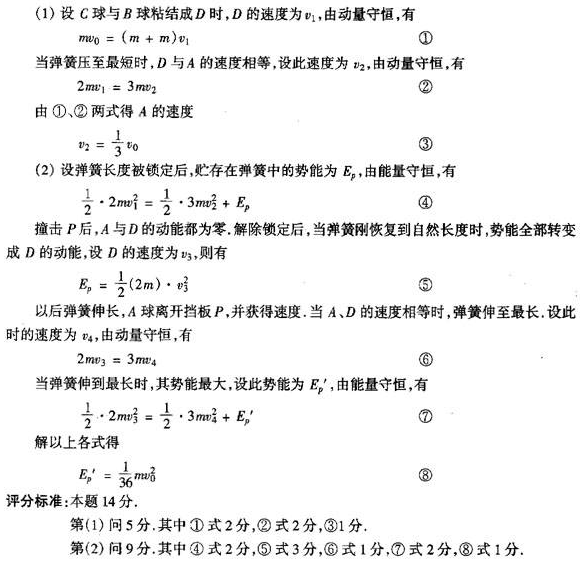 (1) 设 C 球与 B 球粘结成 D 时,D 的速度为 v₁,由动量守恒,有
mv₀ = (m + m)v₁ ①
当弹簧压至最短时,D 与 A 的速度相等,设此速度为 v₂,由动量守恒,有
2mv₁ = 3mv₂ ②
由 ①、② 两式得 A 的速度
v₂ = 1/3 v₀ ③
(2) 设弹簧长度被锁定后,贮存在弹簧中的势能为 Eₚ,由能量守恒,有
1/2 · 2mv₁² = 1/2 · 3mv₂² + Eₚ ④
撞击 P 后,A 与 D 的动能都为零.解除锁定后,当弹簧刚恢复到自然长度时,势能全部转变
成 D 的动能,设 D 的速度为 v₃,则有
Eₚ = 1/2 (2m) · v₃² ⑤
以后弹簧伸长,A 球离开挡板 P,并获得速度.当 A、D 的速度相等时,弹簧伸至最长.设此
时的速度为 v₄,由动量守恒,有
2mv₃ = 3mv₄ ⑥
当弹簧伸到最长时,其势能最大,设此势能为 Eₚ′,由能量守恒,有
1/2 · 2mv₃² = 1/2 · 3mv₄² + Eₚ′ ⑦
解以上各式得
Eₚ′ = 1/36 mv₀² ⑧
评分标准:本题 14 分.
第(1) 问 5 分.其中 ① 式 2 分,② 式 2 分,③1 分.
第(2) 问 9 分.其中 ④ 式 2 分,⑤ 式 3 分,⑥ 式 1 分,⑦ 式 2 分,⑧ 式 1 分.